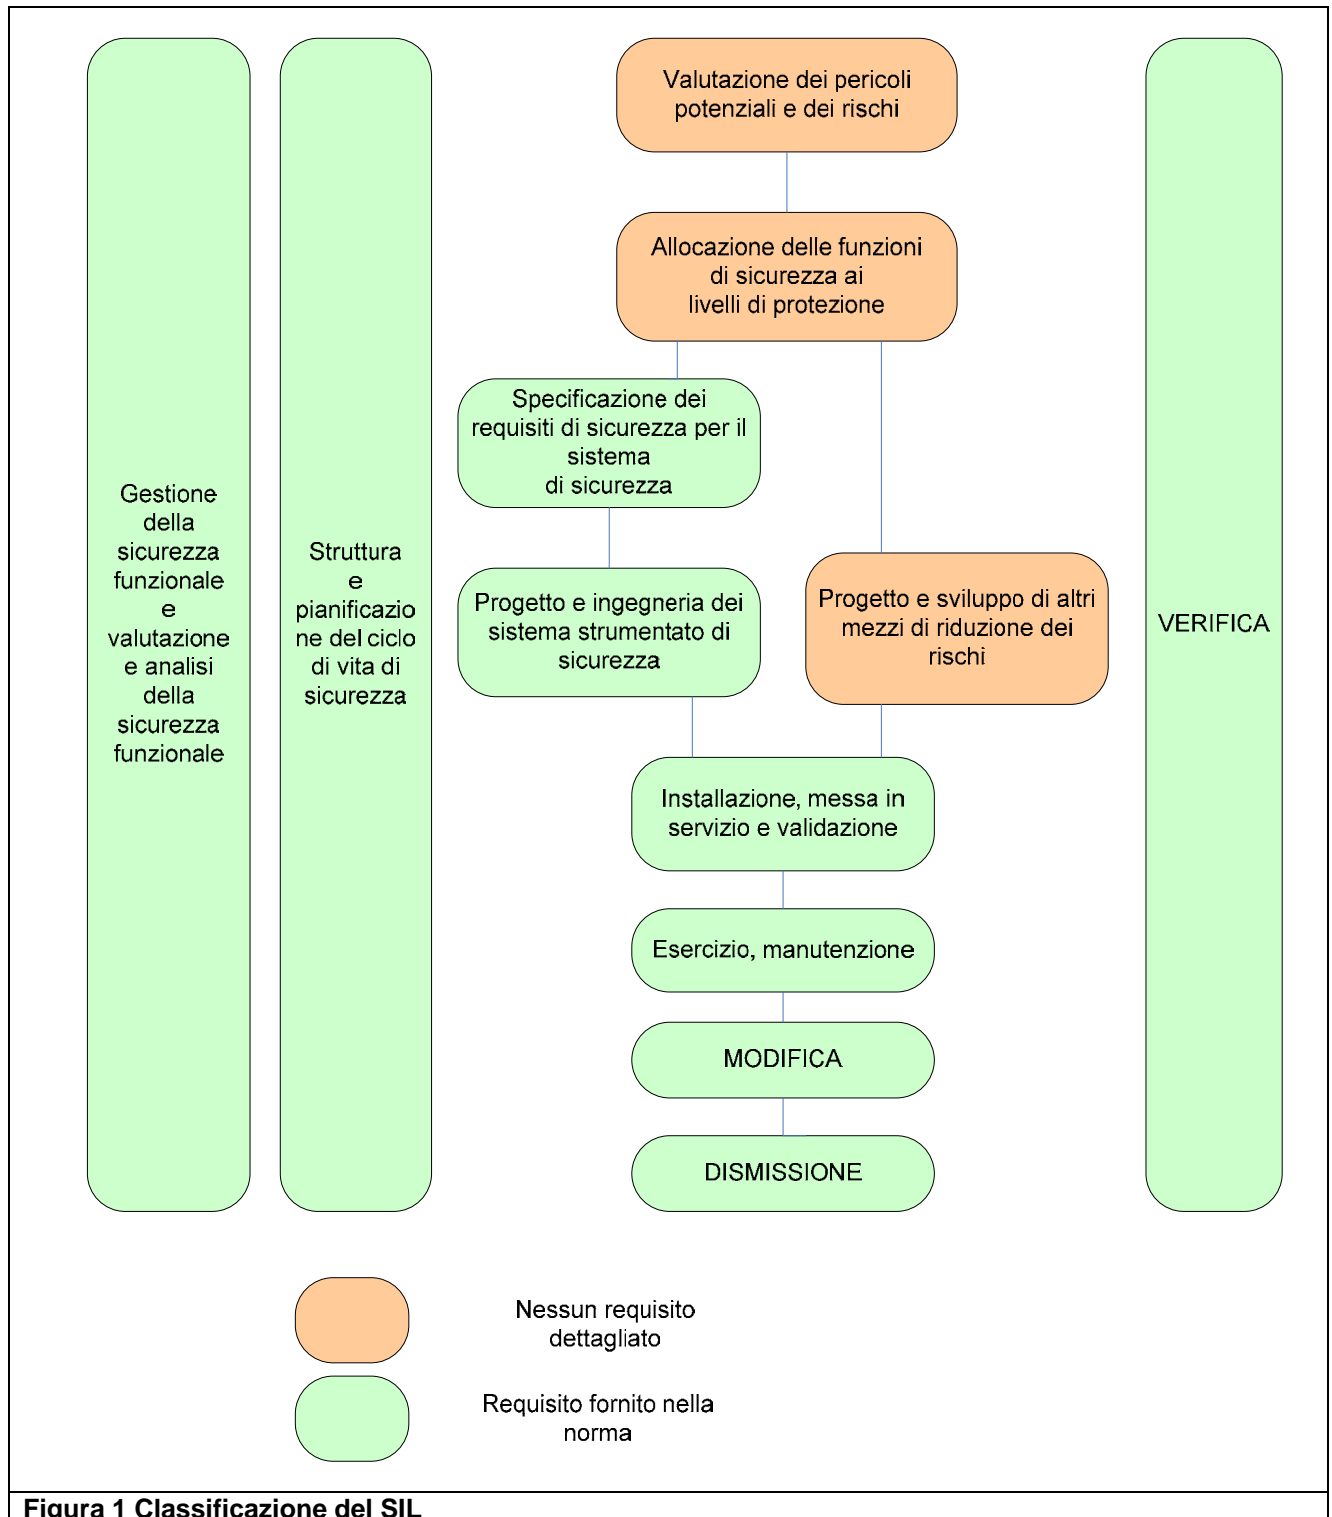 Gestione
della
sicurezza
funzionale
e
valutazione
e analisi
della
sicurezza
funzionale
Struttura
e
pianificazio
ne del ciclo
di vita di
sicurezza
Valutazione dei pericoli
potenziali e dei rischi
Allocazione delle funzioni
di sicurezza ai
livelli di protezione
Specificazione dei
requisiti di sicurezza per il
sistema
di sicurezza
Progetto e ingegneria dei
sistema strumentato di
sicurezza
Progetto e sviluppo di altri
mezzi di riduzione dei
rischi
Installazione, messa in
servizio e validazione
Esercizio, manutenzione
MODIFICA
DISMISSIONE
VERIFICA
Nessun requisito
dettagliato
Requisito fornito nella
norma
Figura 1 Classificazione del SIL